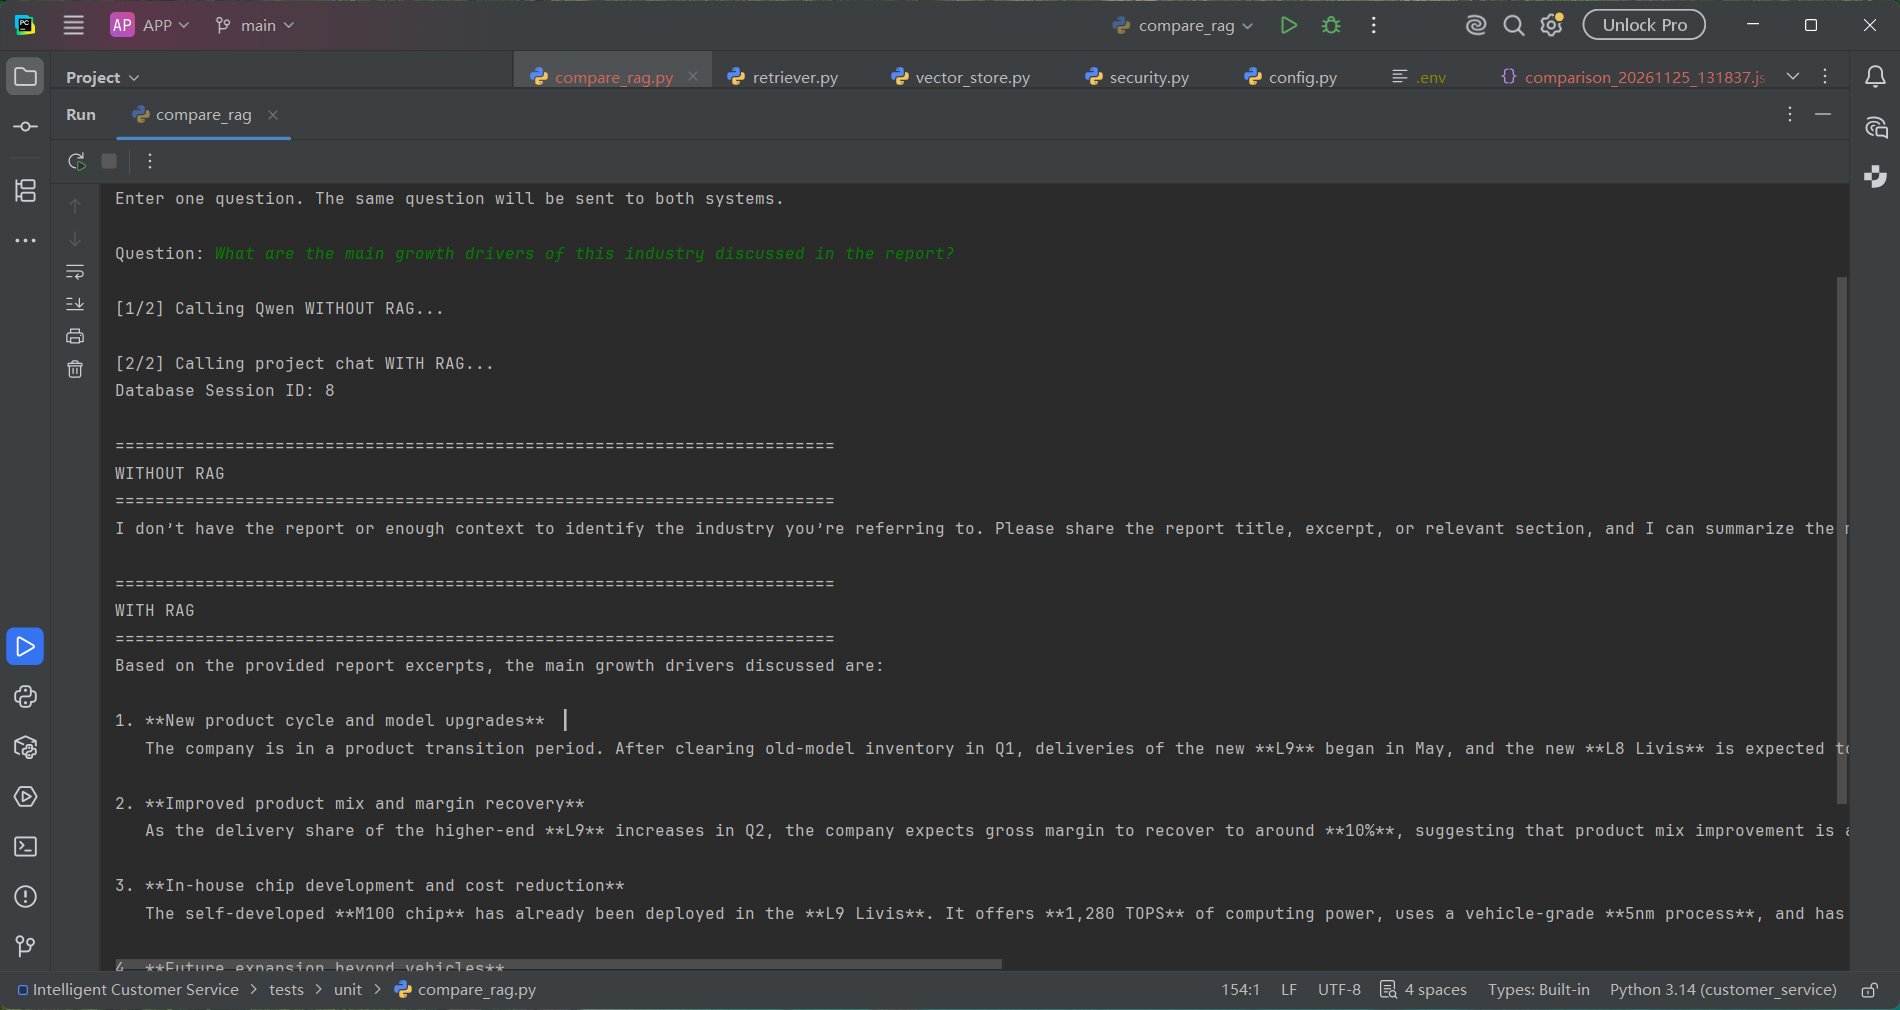 AP APP main compare_rag Unlock Pro
Project compare_rag.py retriever.py vector_store.py security.py config.py .env {} comparison_20261125_131837.js
Run compare_rag
Enter one question. The same question will be sent to both systems.
Question: What are the main growth drivers of this industry discussed in the report?
[1/2] Calling Qwen WITHOUT RAG...
[2/2] Calling project chat WITH RAG...
Database Session ID: 8
========================================================================
WITHOUT RAG
========================================================================
I don’t have the report or enough context to identify the industry you’re referring to. Please share the report title, excerpt, or relevant section, and I can summarize the
========================================================================
WITH RAG
========================================================================
Based on the provided report excerpts, the main growth drivers discussed are:
1. **New product cycle and model upgrades**
The company is in a product transition period. After clearing old-model inventory in Q1, deliveries of the new **L9** began in May, and the new **L8 Livis** is expected to
2. **Improved product mix and margin recovery**
As the delivery share of the higher-end **L9** increases in Q2, the company expects gross margin to recover to around **10%**, suggesting that product mix improvement is
3. **In-house chip development and cost reduction**
The self-developed **M100 chip** has already been deployed in the **L9 Livis**. It offers **1,280 TOPS** of computing power, uses a vehicle-grade **5nm process**, and has
4. **Future expansion beyond vehicles**
Intelligent Customer Service > tests > unit > compare_rag.py 154:1 LF UTF-8 4 spaces Types: Built-in Python 3.14 (customer_service)